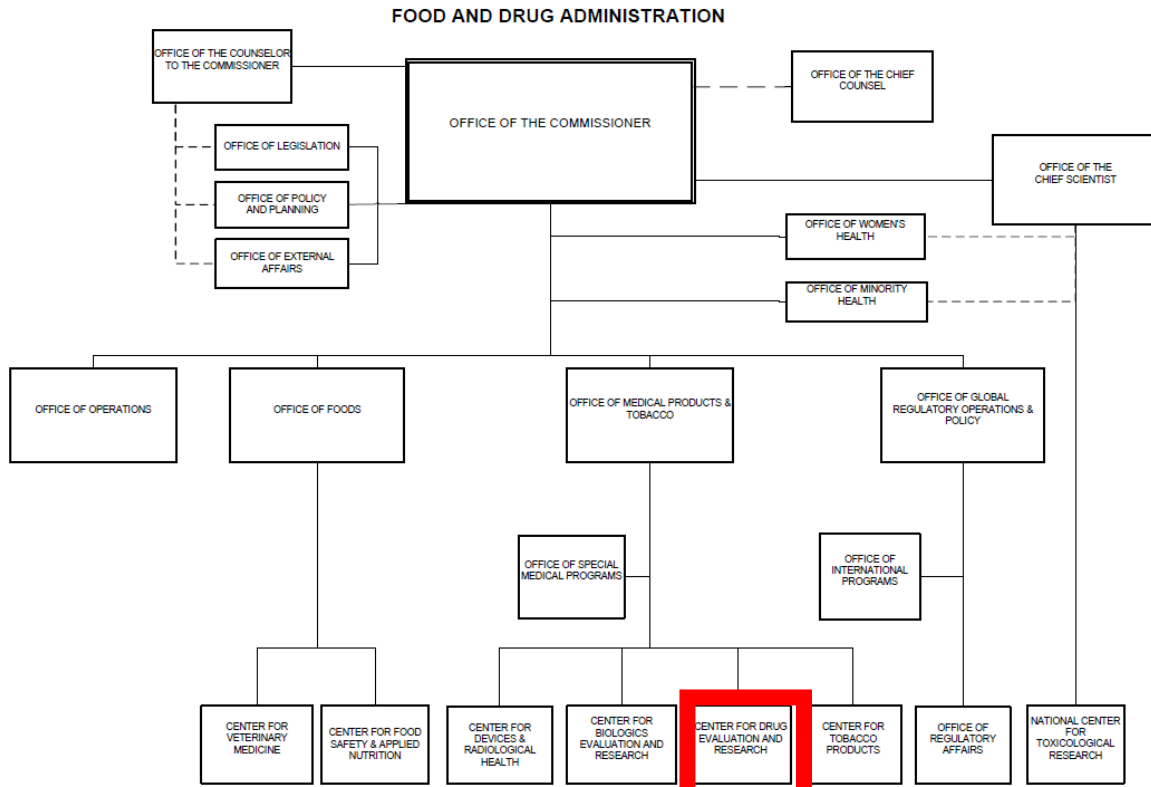 FOOD AND DRUG ADMINISTRATION
OFFICE OF THE COUNSELOR
TO THE COMMISSIONER
OFFICE OF THE COMMISSIONER
OFFICE OF THE CHIEF
COUNSEL
OFFICE OF LEGISLATION
OFFICE OF THE
CHIEF SCIENTIST
OFFICE OF POLICY
AND PLANNING
OFFICE OF WOMEN'S
HEALTH
OFFICE OF EXTERNAL
AFFAIRS
OFFICE OF MINORITY
HEALTH
OFFICE OF OPERATIONS
OFFICE OF FOODS
OFFICE OF MEDICAL PRODUCTS &
TOBACCO
OFFICE OF GLOBAL
REGULATORY OPERATIONS &
POLICY
OFFICE OF SPECIAL
MEDICAL PROGRAMS
OFFICE OF
INTERNATIONAL
PROGRAMS
CENTER FOR
VETERINARY
MEDICINE
CENTER FOR FOOD
SAFETY & APPLIED
NUTRITION
CENTER FOR
DEVICES &
RADIOLOGICAL
HEALTH
CENTER FOR
BIOLOGICS
EVALUATION AND
RESEARCH
CENTER FOR DRUG
EVALUATION AND
RESEARCH
CENTER FOR
TOBACCO
PRODUCTS
OFFICE OF
REGULATORY
AFFAIRS
NATIONAL CENTER
FOR
TOXICOLOGICAL
RESEARCH